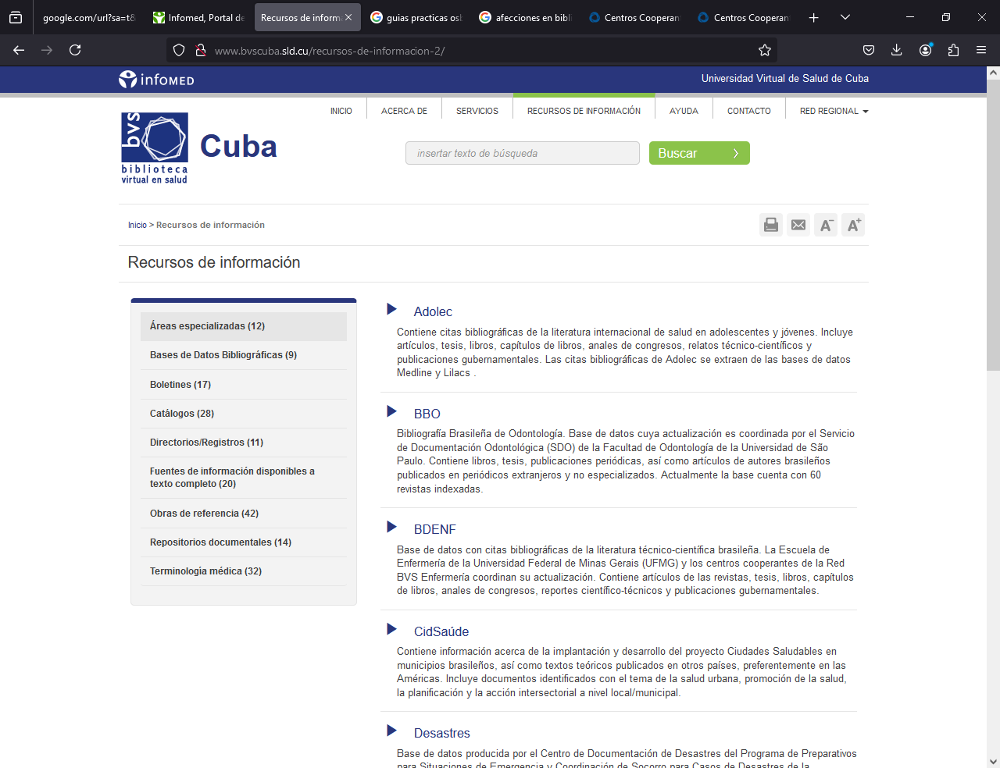 google.com/url?sa=t&
Infomed, Portal de
Recursos de informa
guias practicas os
afecciones en bibli
Centros Cooperan
Centros Cooperan
www.bvscuba.sld.cu/recursos-de-informacion-2/
infoMED
Universidad Virtual de Salud de Cuba
INICIO
ACERCA DE
SERVICIOS
RECURSOS DE INFORMACIÓN
AYUDA
CONTACTO
RED REGIONAL
bvs
biblioteca
virtual en salud
Cuba
insertar texto de búsqueda
Buscar
Inicio > Recursos de información
A-
A+
Recursos de información
Áreas especializadas (12)
Bases de Datos Bibliográficas (9)
Boletines (17)
Catálogos (28)
Directorios/Registros (11)
Fuentes de información disponibles a
texto completo (20)
Obras de referencia (42)
Repositorios documentales (14)
Terminología médica (32)
Adolec
Contiene citas bibliográficas de la literatura internacional de salud en adolescentes y jóvenes. Incluye
artículos, tesis, libros, capítulos de libros, anales de congresos, relatos técnico-científicos y
publicaciones gubernamentales. Las citas bibliográficas de Adolec se extraen de las bases de datos
Medline y Lilacs .
BBO
Bibliografía Brasileña de Odontología. Base de datos cuya actualización es coordinada por el Servicio
de Documentación Odontológica (SDO) de la Facultad de Odontología de la Universidad de São
Paulo. Contiene libros, tesis, publicaciones periódicas, así como artículos de autores brasileños
publicados en periódicos extranjeros y no especializados. Actualmente la base cuenta con 60
revistas indexadas.
BDENF
Base de datos con citas bibliográficas de la literatura técnico-científica brasileña. La Escuela de
Enfermería de la Universidad Federal de Minas Gerais (UFMG) y los centros cooperantes de la Red
BVS Enfermería coordinan su actualización. Contiene artículos de las revistas, tesis, libros, capítulos
de libros, anales de congresos, reportes científico-técnicos y publicaciones gubernamentales.
CidSaúde
Contiene información acerca de la implantación y desarrollo del proyecto Ciudades Saludables en
municipios brasileños, así como textos teóricos publicados en otros países, preferentemente en las
Américas. Incluye documentos identificados con el tema de la salud urbana, promoción de la salud,
la planificación y la acción intersectorial a nivel local/municipal.
Desastres
Base de datos producida por el Centro de Documentación de Desastres del Programa de Preparativos
para Situaciones de Emergencia y Coordinación de Socorro para Casos de Desastres de la